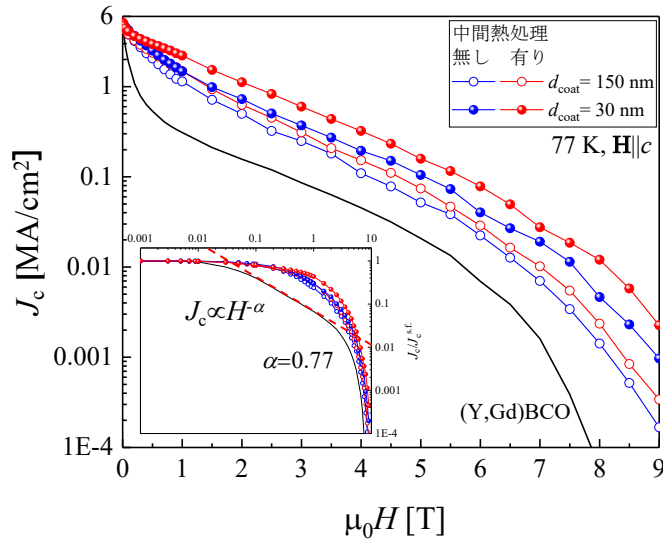 中間熱処理
無し 有り
d_coat= 150 nm
d_coat= 30 nm
77 K, H||c
J_c [MA/cm²]
6
1
0.1
0.01
0.001
1E-4
0.001 0.01 0.1 1 10
1
0.1
0.01
0.001
1E-4
J_c/J_c^s.f.
J_c∝H^-α
α=0.77
(Y,Gd)BCO
0 1 2 3 4 5 6 7 8 9
μ₀H [T]